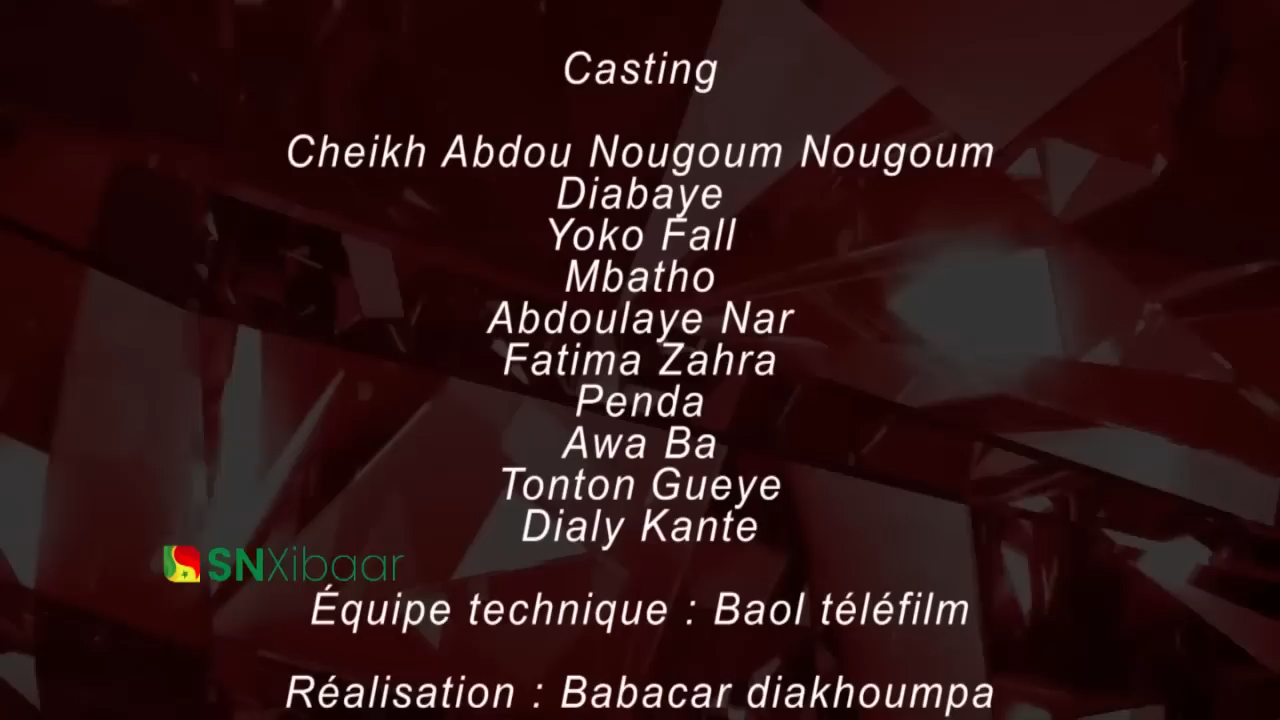 Casting
Cheikh Abdou Nougoum Nougoum
Diabaye
Yoko Fall
Mbatho
Abdoulaye Nar
Fatima Zahra
Penda
Awa Ba
Tonton Gueye
Dialy Kante
SNXibaar
Équipe technique : Baol téléfilm
Réalisation : Babacar diakhoumpa